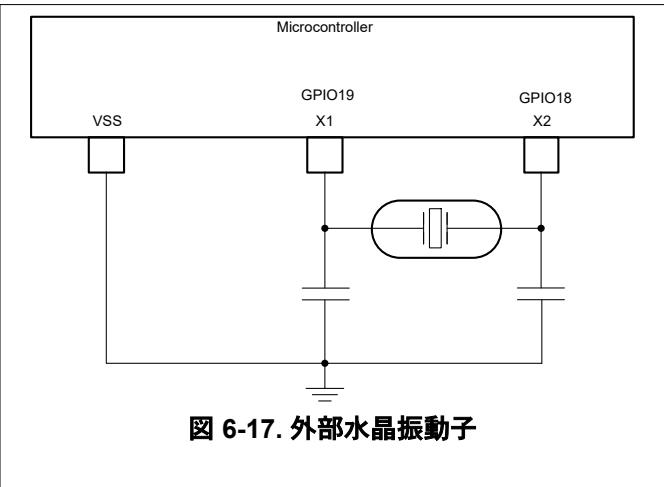 Microcontroller
GPIO19
GPIO18
VSS
X1
X2
図 6-17. 外部水晶振動子